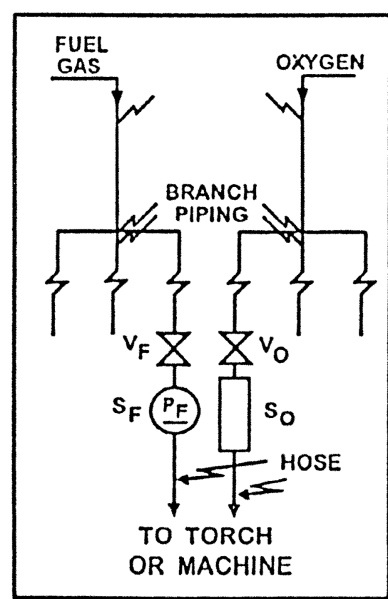 FUEL
GAS
OXYGEN
BRANCH
PIPING
VF
VO
SF
PF
SO
HOSE
TO TORCH
OR MACHINE